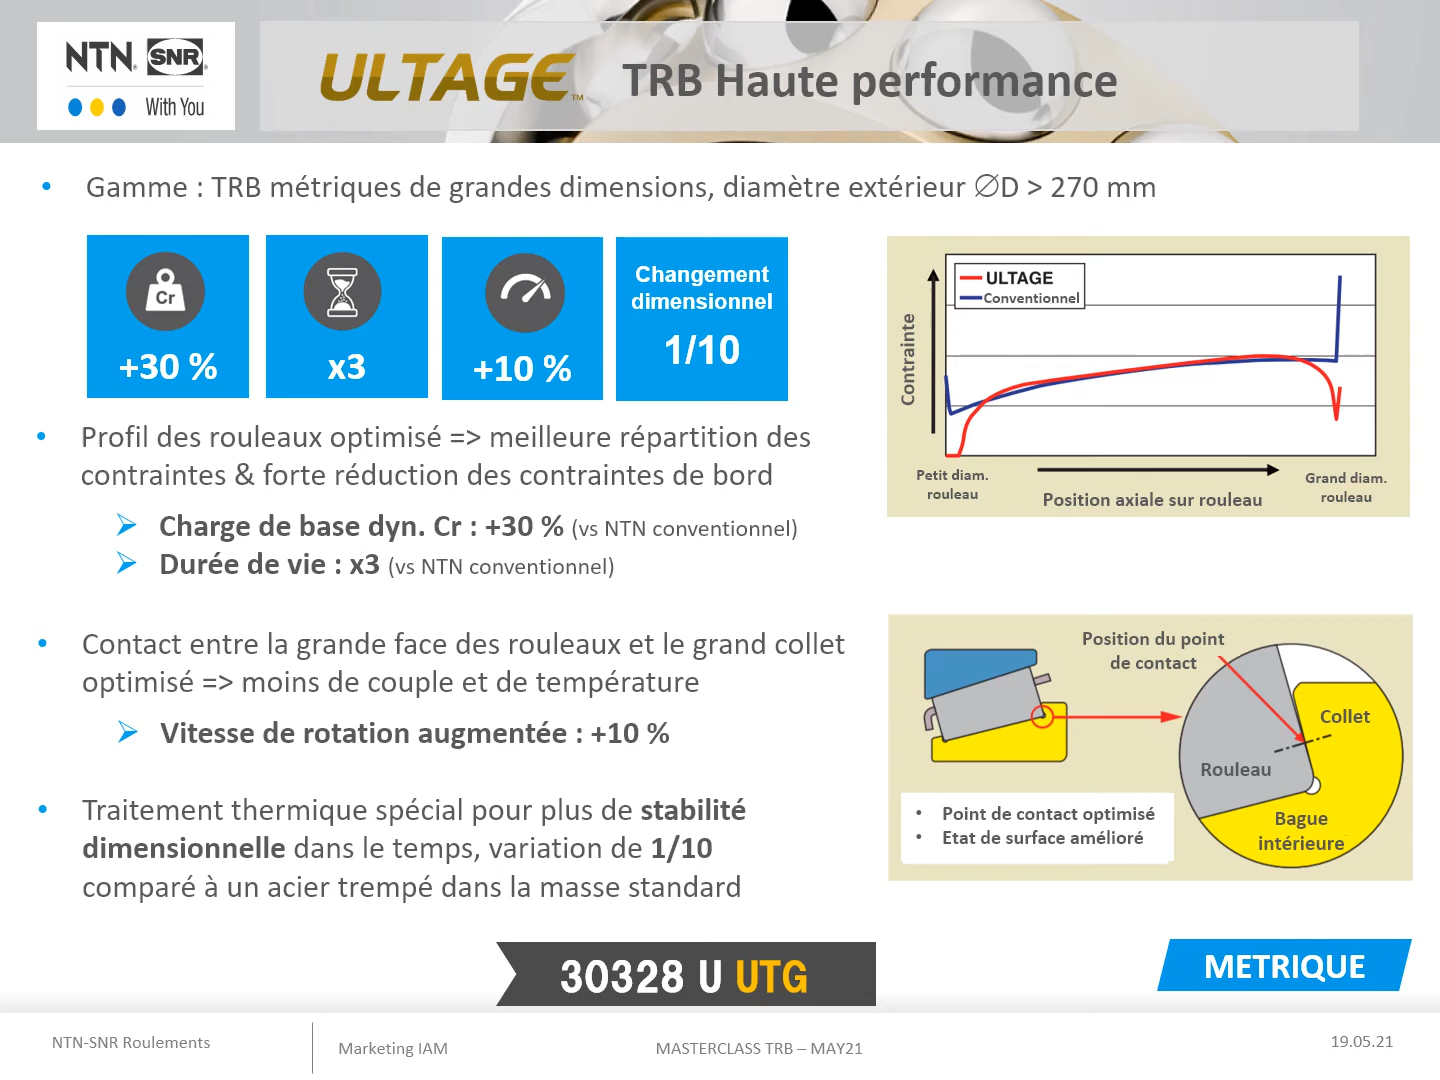 NTN. SNR
With You
ULTAGE™ TRB Haute performance
• Gamme : TRB métriques de grandes dimensions, diamètre extérieur ∅D > 270 mm
Cr
+30 %
x3
+10 %
Changement
dimensionnel
1/10
• Profil des rouleaux optimisé => meilleure répartition des
contraintes & forte réduction des contraintes de bord
➢ Charge de base dyn. Cr : +30 % (vs NTN conventionnel)
➢ Durée de vie : x3 (vs NTN conventionnel)
ULTAGE
Conventionnel
Contrainte
Petit diam.
rouleau
Position axiale sur rouleau
Grand diam.
rouleau
• Contact entre la grande face des rouleaux et le grand collet
optimisé => moins de couple et de température
➢ Vitesse de rotation augmentée : +10 %
• Traitement thermique spécial pour plus de stabilité
dimensionnelle dans le temps, variation de 1/10
comparé à un acier trempé dans la masse standard
Position du point
de contact
Collet
Rouleau
Bague
intérieure
• Point de contact optimisé
• Etat de surface amélioré
30328 U UTG
METRIQUE
NTN-SNR Roulements
Marketing IAM
MASTERCLASS TRB – MAY21
19.05.21